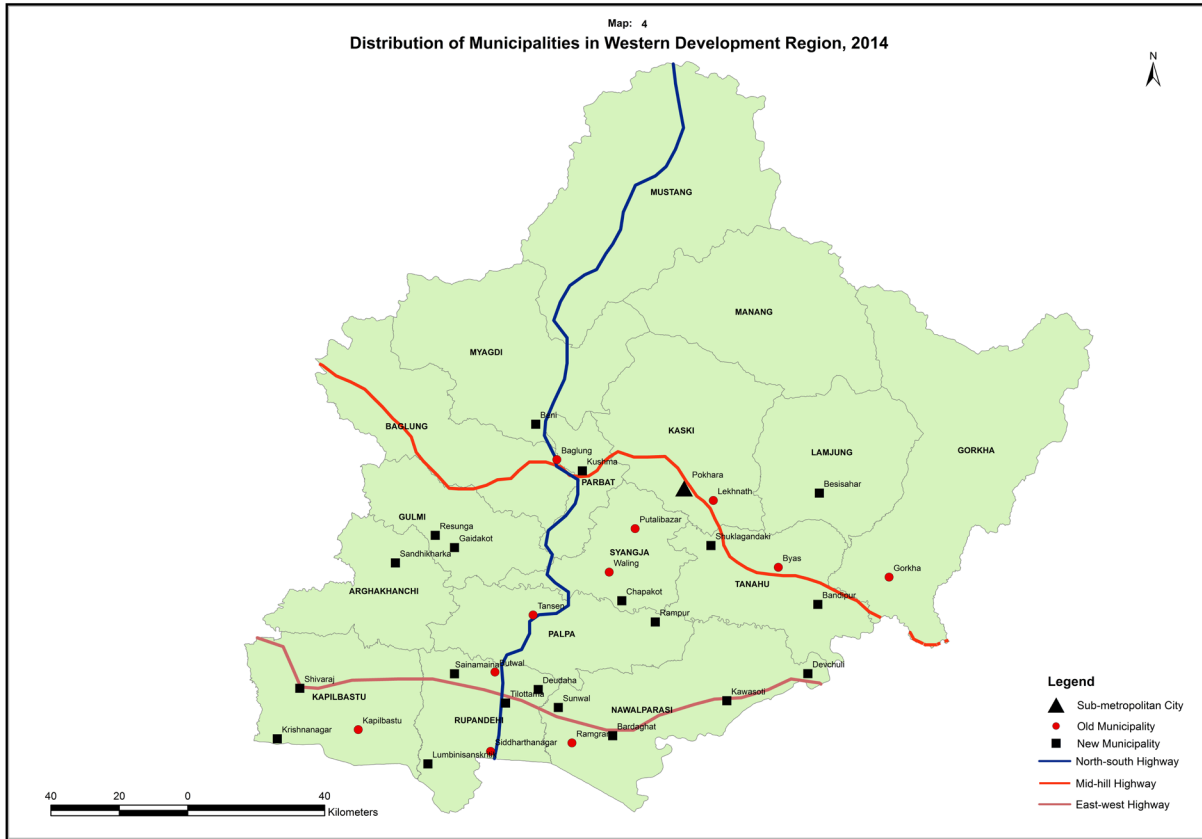 Map: 4
Distribution of Municipalities in Western Development Region, 2014
N
MUSTANG
MANANG
MYAGDI
BAGLUNG
Beni
KASKI
LAMJUNG
GORKHA
Baglung
Kushma
PARBAT
Pokhara
Lekhnath
Besisahar
GULMI
Resunga
Gaidakot
Sandhikharka
Putalibazar
SYANGJA
Waling
Shuklagandaki
Byas
TANAHU
Gorkha
ARGHAKHANCHI
Chapakot
Bandipur
Tansen
Rampur
PALPA
Sainamaina
Butwal
Devchuli
Shivaraj
KAPILBASTU
Deudaha
Tilottama
Sunwal
NAWALPARASI
Kawasoti
RUPANDEHI
Kapilbastu
Krishnanagar
Bardaghat
Siddharthanagar
Lumbinisanskritik
Legend
Sub-metropolitan City
Old Municipality
New Municipality
North-south Highway
Mid-hill Highway
East-west Highway
40 20 0 40
Kilometers